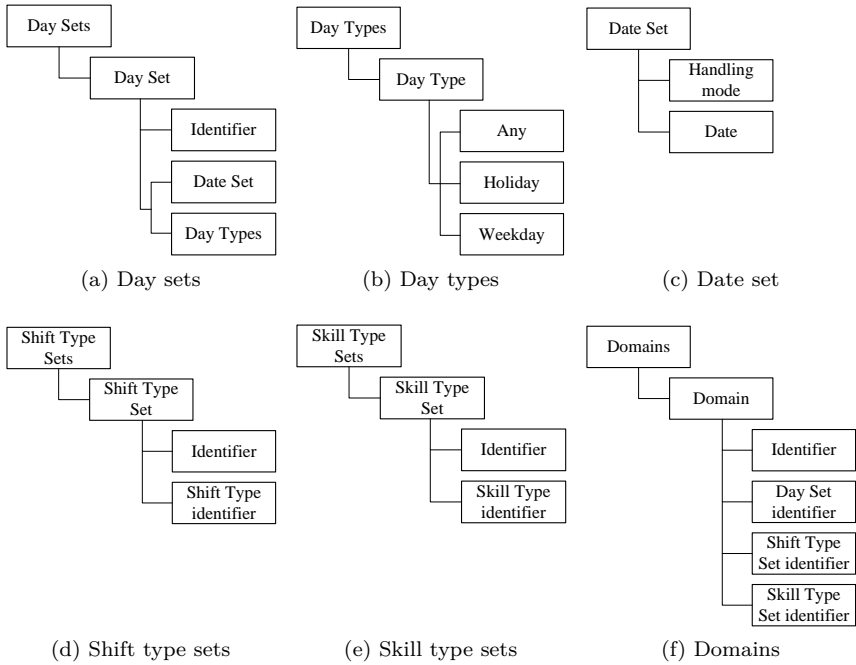 Day Sets
Day Set
Identifier
Date Set
Day Types
(a) Day sets
Day Types
Day Type
Any
Holiday
Weekday
(b) Day types
Date Set
Handling
mode
Date
(c) Date set
Shift Type
Sets
Shift Type
Set
Identifier
Shift Type
identifier
(d) Shift type sets
Skill Type
Sets
Skill Type
Set
Identifier
Skill Type
identifier
(e) Skill type sets
Domains
Domain
Identifier
Day Set
identifier
Shift Type
Set identifier
Skill Type
Set identifier
(f) Domains